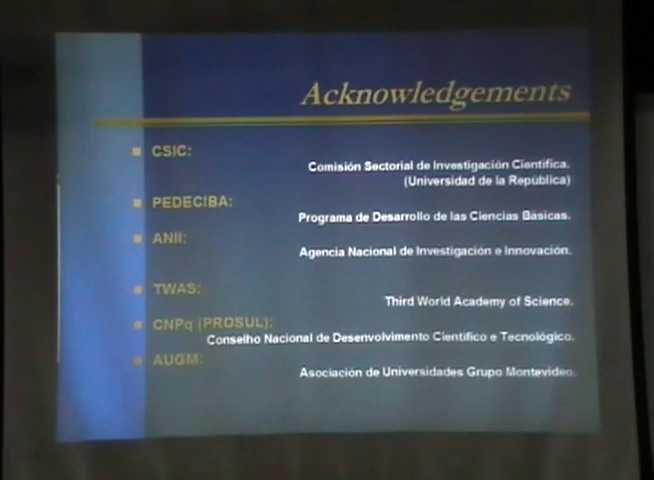 Acknowledgements
CSIC:
Comisión Sectorial de Investigación Científica.
(Universidad de la República)
PEDECIBA:
Programa de Desarrollo de las Ciencias Básicas.
ANII:
Agencia Nacional de Investigación e Innovación.
TWAS:
Third World Academy of Science.
CNPq (PROSUL):
Conselho Nacional de Desenvolvimento Científico e Tecnológico.
AUGM:
Asociación de Universidades Grupo Montevideo.